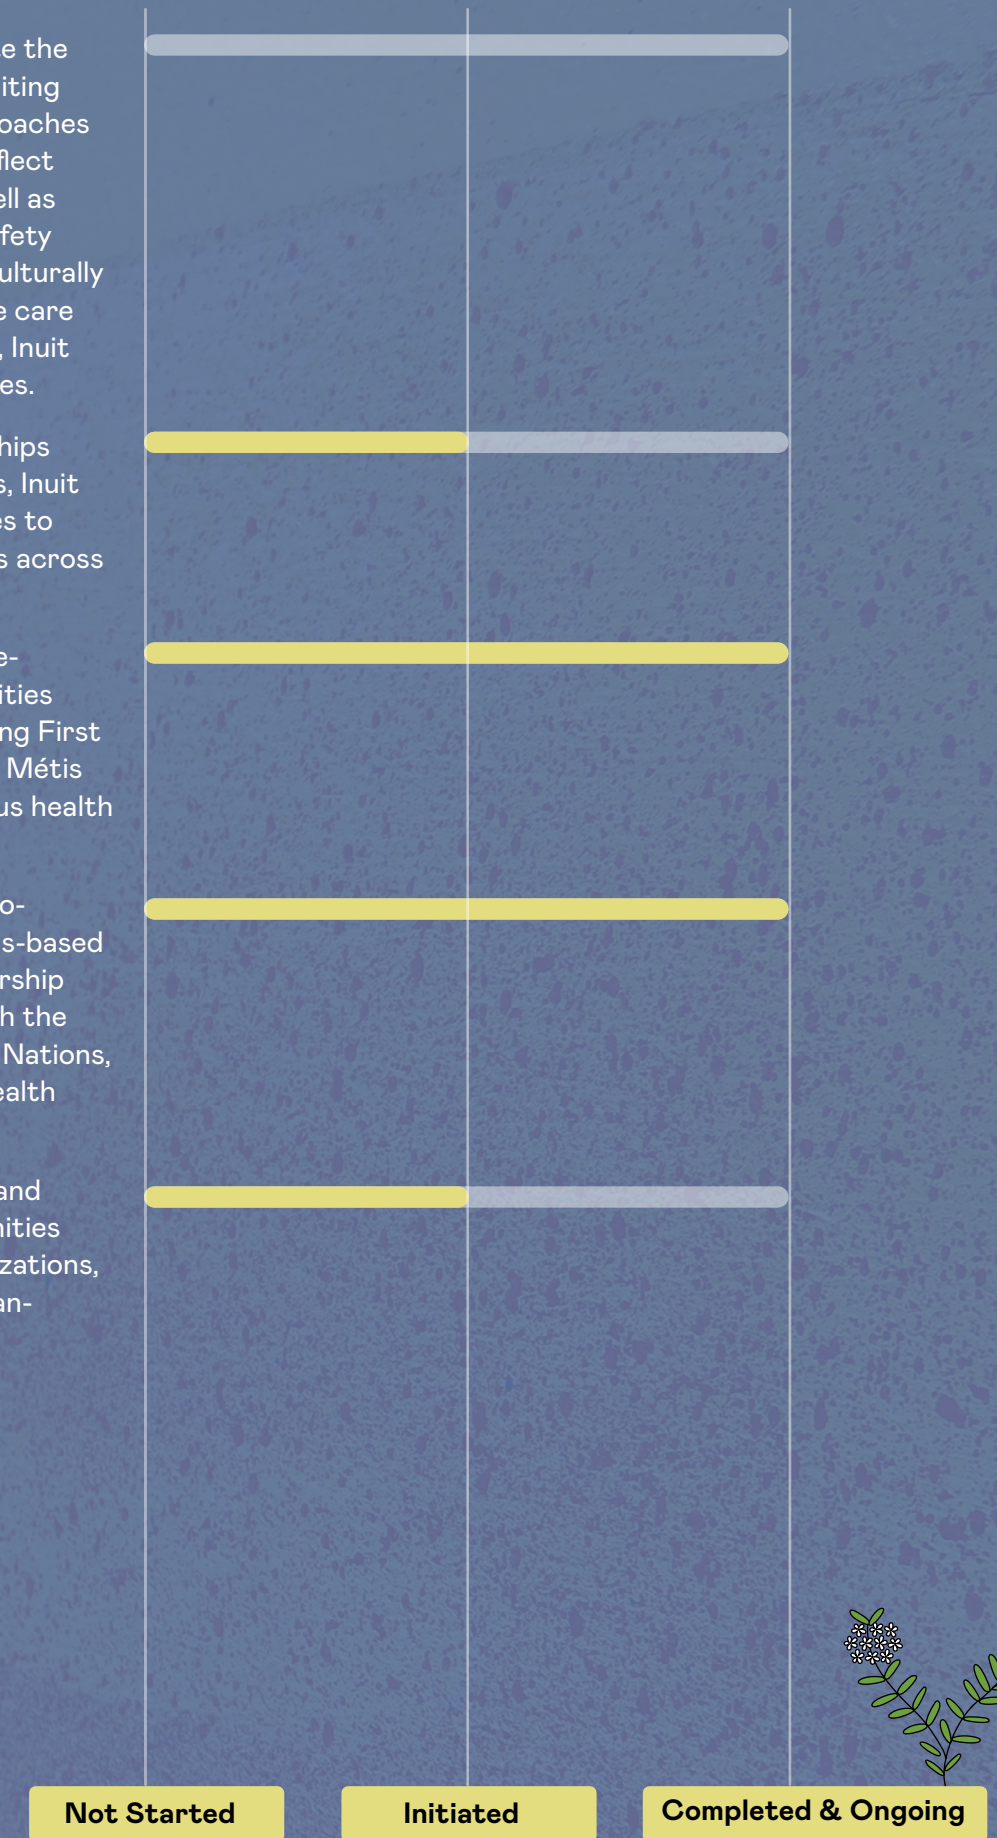 te the
iting
oaches
flect
ell as
fety
ulturally
e care
, Inuit
es.
hips
s, Inuit
es to
s across
e-
ities
ng First
Métis
us health
o-
s-based
rship
h the
Nations,
ealth
and
nities
zations,
an-
Not Started
Initiated
Completed & Ongoing